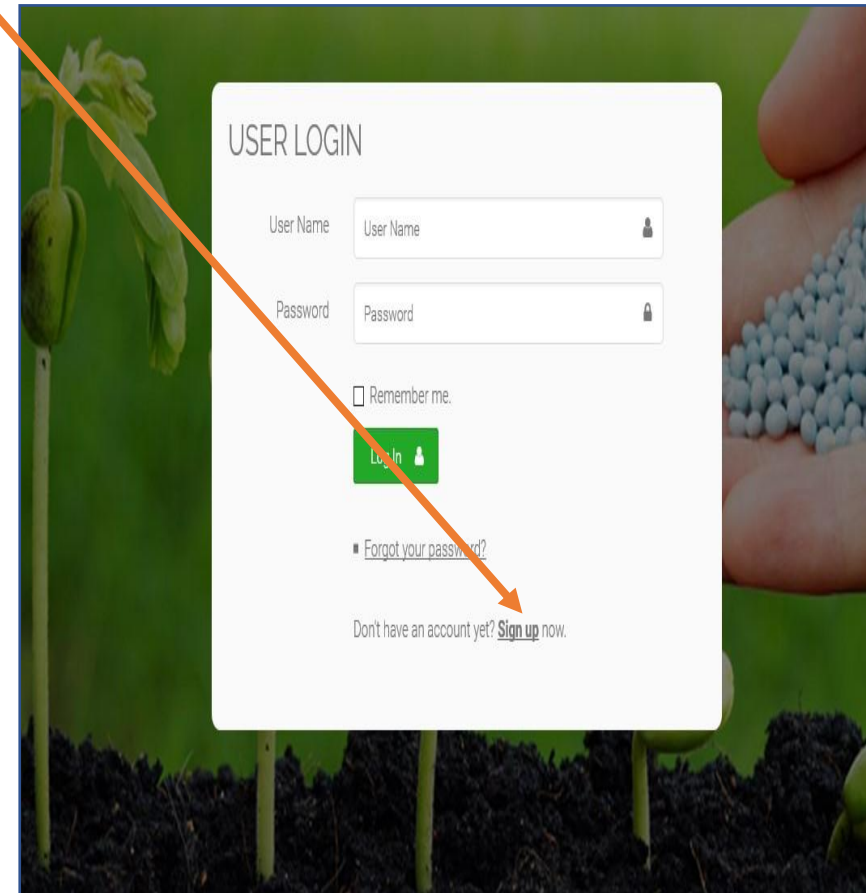 USER LOGIN
User Name
User Name
Password
Password
Remember me.
Log In
Forgot your password?
Don't have an account yet? Sign up now.